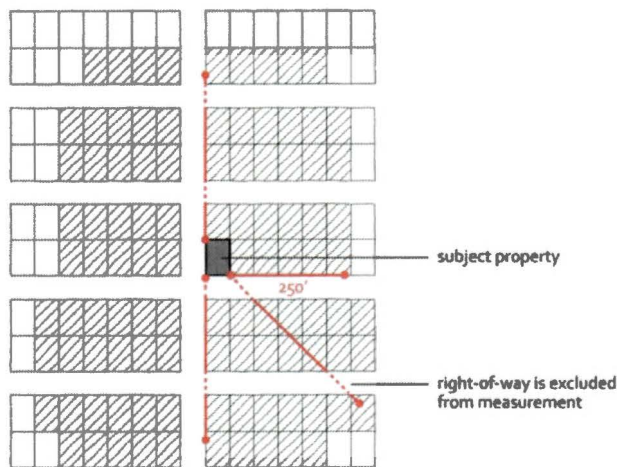 subject property
250'
right-of-way is excluded
from measurement